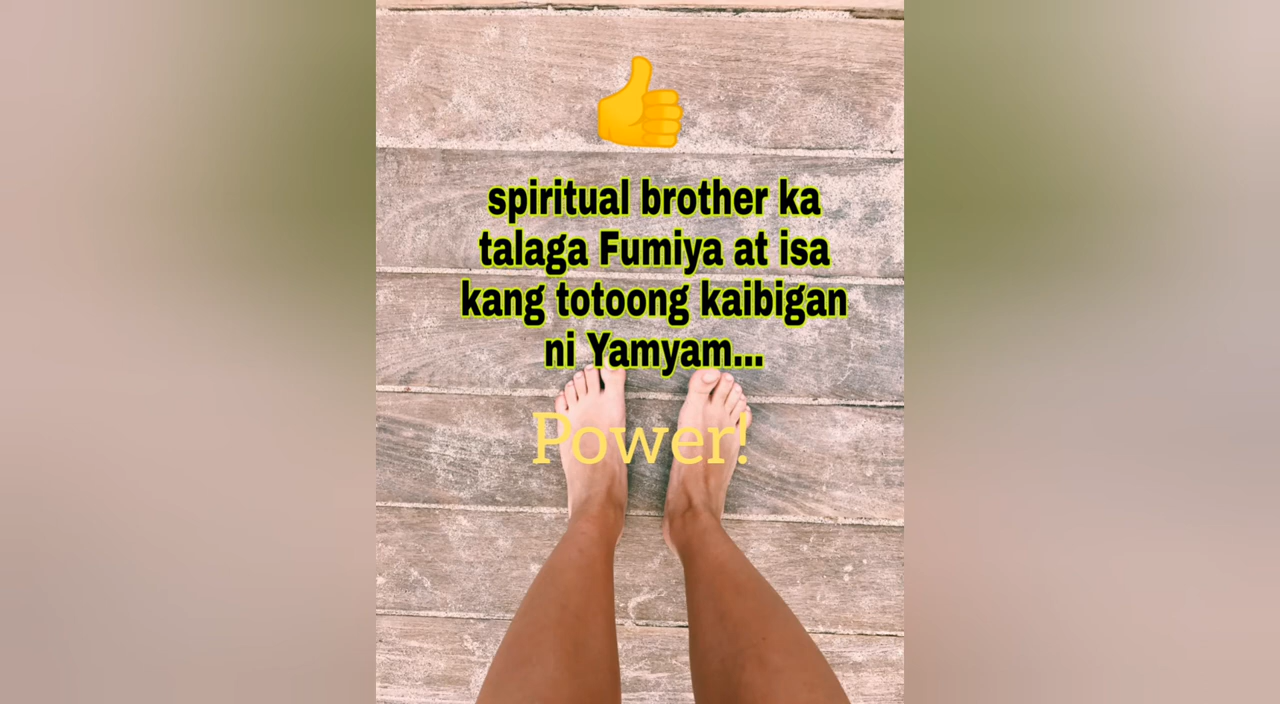 spiritual brother ka
talaga Fumiya at isa
kang totoong kaibigan
ni Yamyam...
Power!